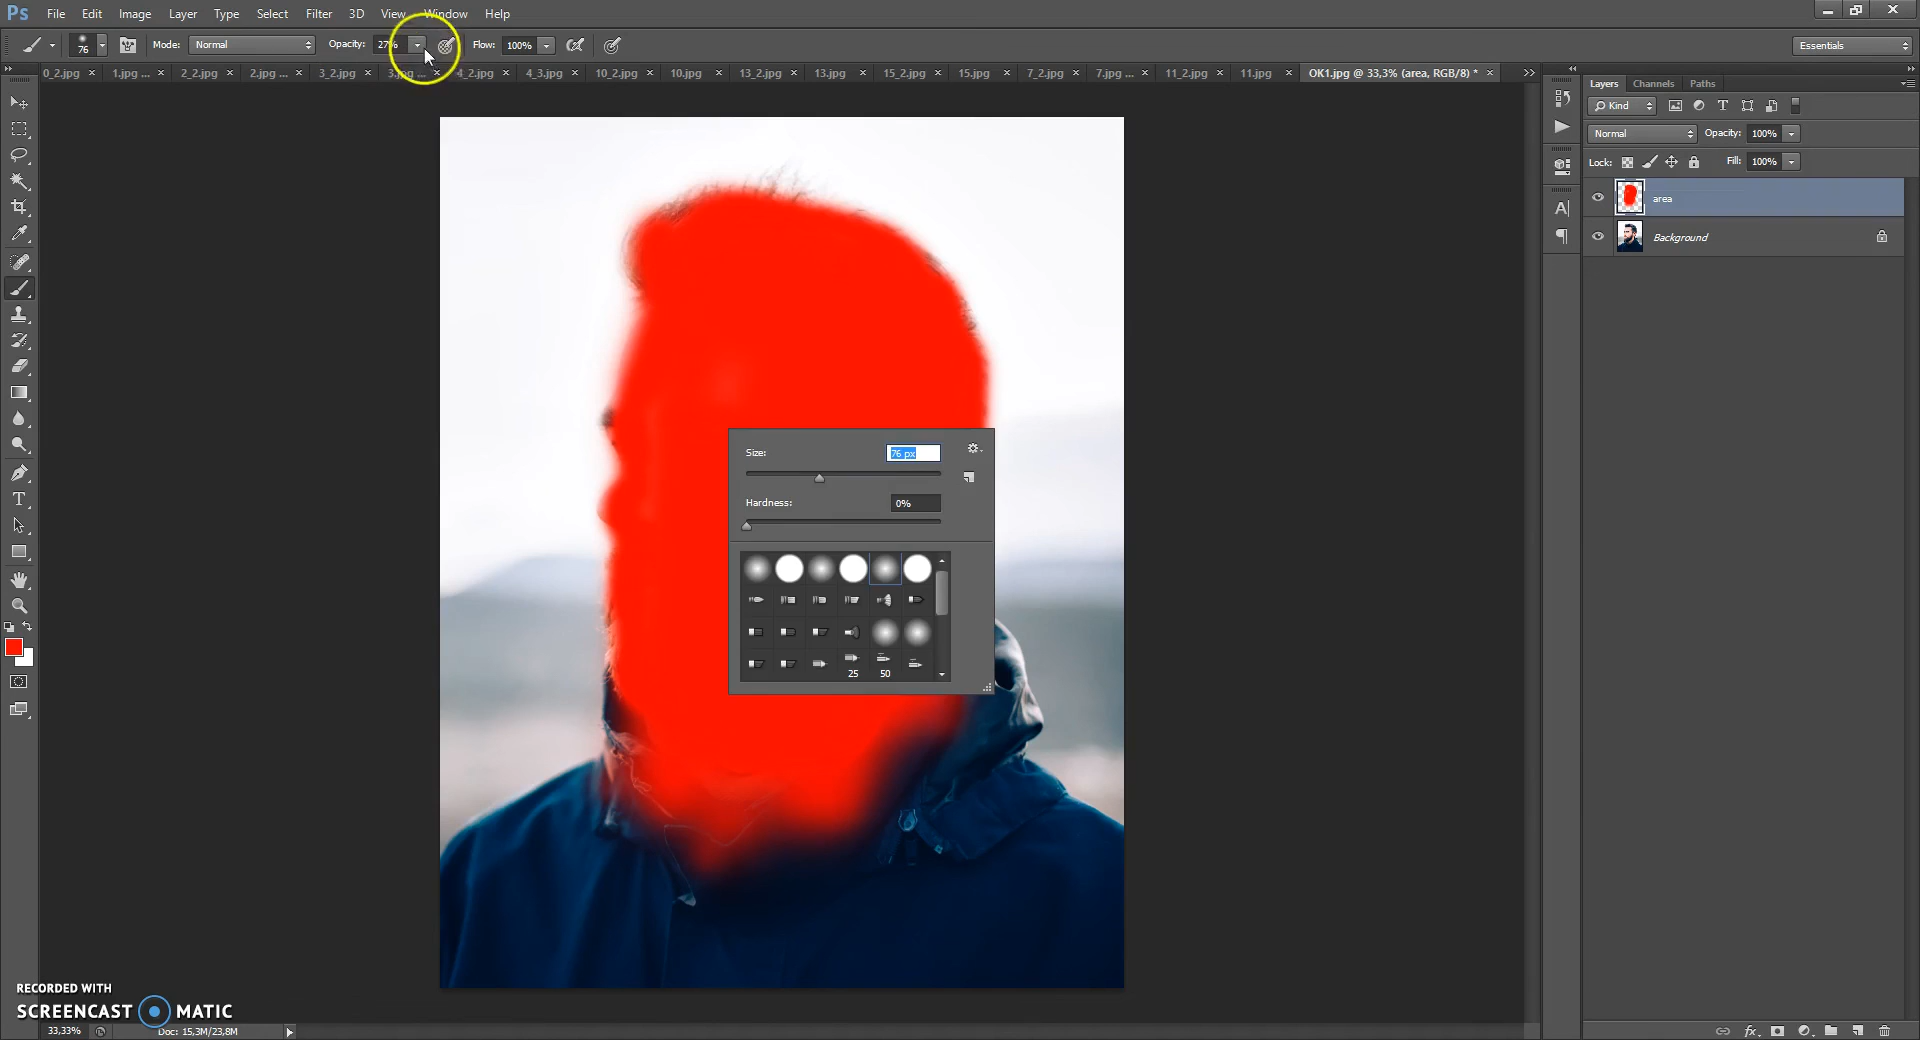 Ps File Edit Image Layer Type Select Filter 3D View Window Help
76 Mode: Normal Opacity: 27% Flow: 100% Essentials
0_2.jpg × 1.jpg ... × 2_2.jpg × 2.jpg ... × 3_2.jpg × 3.jpg ... × 4_2.jpg × 4_3.jpg × 10_2.jpg × 10.jpg × 13_2.jpg × 13.jpg × 15_2.jpg × 15.jpg × 7_2.jpg × 7.jpg ... × 11_2.jpg × 11.jpg × OK1.jpg @ 33,3% (area, RGB/8) * ×
Layers Channels Paths
Kind
Normal Opacity: 100%
Lock: Fill: 100%
area
Background
Size: 76 px
Hardness: 0%
25 50
RECORDED WITH
SCREENCAST MATIC
33,33% Doc: 15,3M/23,8M